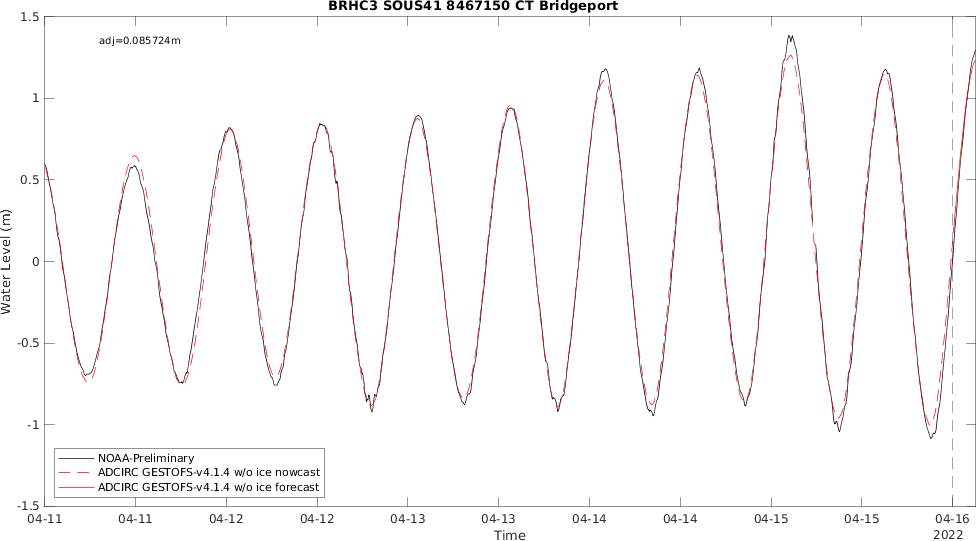 BRHC3 SOUS41 8467150 CT Bridgeport
adj=0.085724m
1.5
1
0.5
0
-0.5
-1
-1.5
Water Level (m)
NOAA-Preliminary
ADCIRC GESTOFS-v4.1.4 w/o ice nowcast
ADCIRC GESTOFS-v4.1.4 w/o ice forecast
04-11 04-11 04-12 04-12 04-13 04-13 04-14 04-14 04-15 04-15 04-16
Time
2022